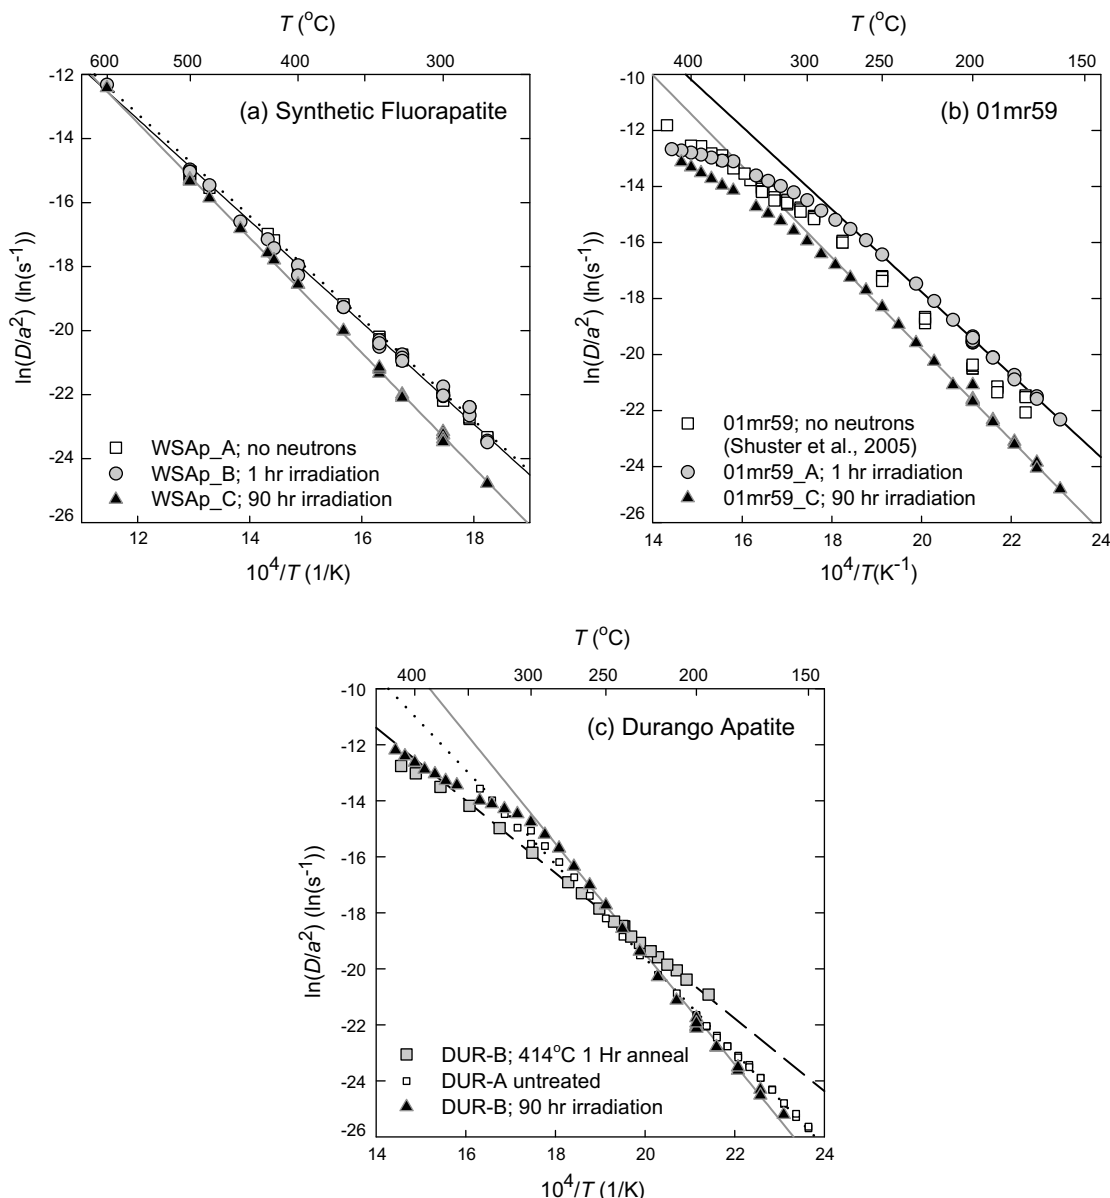 T (°C)
600 500 400 300
(a) Synthetic Fluorapatite
ln(D/a²) (ln(s⁻¹))
-12
-14
-16
-18
-20
-22
-24
-26
WSAp_A; no neutrons
WSAp_B; 1 hr irradiation
WSAp_C; 90 hr irradiation
12 14 16 18
10⁴/T (1/K)
T (°C)
400 300 250 200 150
(b) 01mr59
ln(D/a²) (ln(s⁻¹))
-10
-12
-14
-16
-18
-20
-22
-24
-26
01mr59; no neutrons
(Shuster et al., 2005)
01mr59_A; 1 hr irradiation
01mr59_C; 90 hr irradiation
14 16 18 20 22 24
10⁴/T(K⁻¹)
T (°C)
400 300 250 200 150
(c) Durango Apatite
ln(D/a²) (ln(s⁻¹))
-10
-12
-14
-16
-18
-20
-22
-24
-26
DUR-B; 414°C 1 Hr anneal
DUR-A untreated
DUR-B; 90 hr irradiation
14 16 18 20 22 24
10⁴/T (1/K)